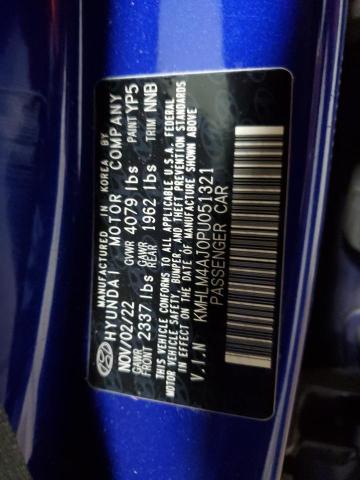 MANUFACTURED IN KOREA BY
HYUNDAI MOTOR COMPANY
NOV/02/22 GVWR 4079 lbs PAINT YP5
GAWR FRONT 2337 lbs GAWR REAR 1962 lbs TRIM NNB
THIS VEHICLE CONFORMS TO ALL APPLICABLE U.S.A. FEDERAL
MOTOR VEHICLE SAFETY, BUMPER, AND THEFT PREVENTION STANDARDS
IN EFFECT ON THE DATE OF MANUFACTURE SHOWN ABOVE
V.I.N KMHLM4AJ0PU051321
PASSENGER CAR